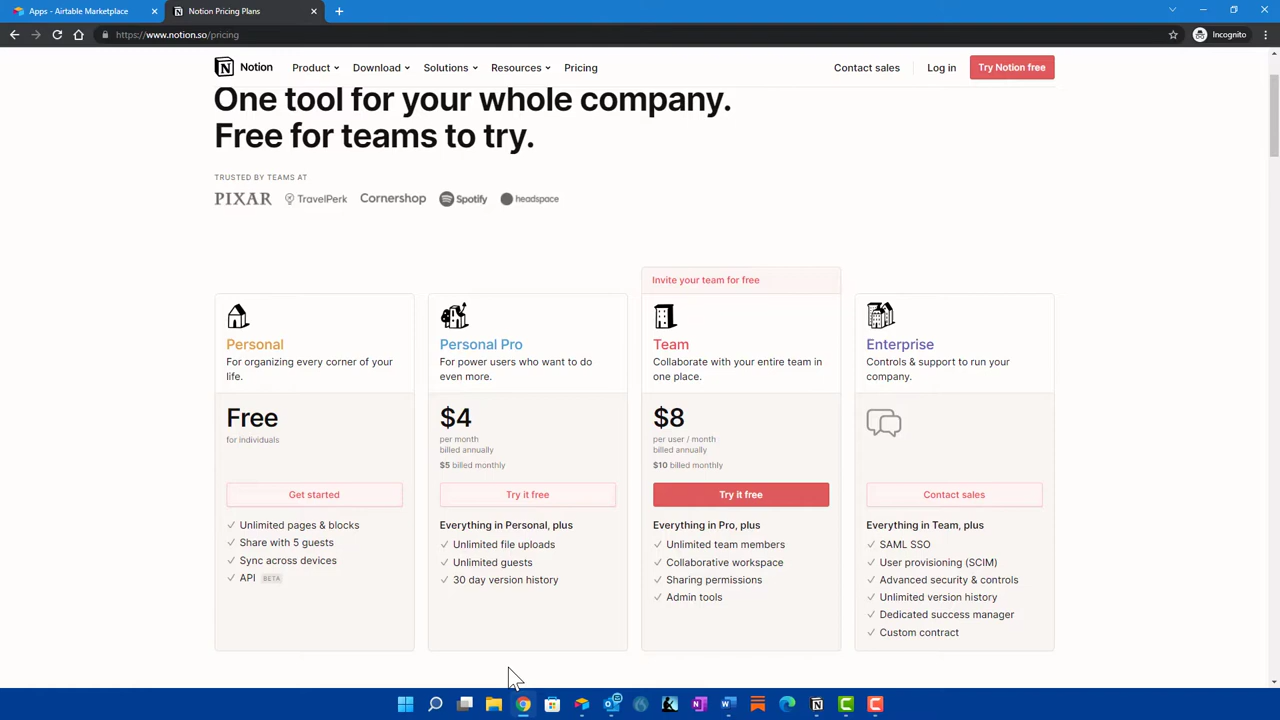 Apps - Airtable Marketplace
Notion Pricing Plans
https://www.notion.so/pricing
Incognito
Notion
Product
Download
Solutions
Resources
Pricing
Contact sales
Log in
Try Notion free
One tool for your whole company.
Free for teams to try.
TRUSTED BY TEAMS AT
PIXAR
TravelPerk
Cornershop
Spotify
headspace
Invite your team for free
Personal
For organizing every corner of your
life.
Free
for individuals
Get started
Unlimited pages & blocks
Share with 5 guests
Sync across devices
API BETA
Personal Pro
For power users who want to do
even more.
$4
per month
billed annually
$5 billed monthly
Try it free
Everything in Personal, plus
Unlimited file uploads
Unlimited guests
30 day version history
Team
Collaborate with your entire team in
one place.
$8
per user / month
billed annually
$10 billed monthly
Try it free
Everything in Pro, plus
Unlimited team members
Collaborative workspace
Sharing permissions
Admin tools
Enterprise
Controls & support to run your
company.
Contact sales
Everything in Team, plus
SAML SSO
User provisioning (SCIM)
Advanced security & controls
Unlimited version history
Dedicated success manager
Custom contract